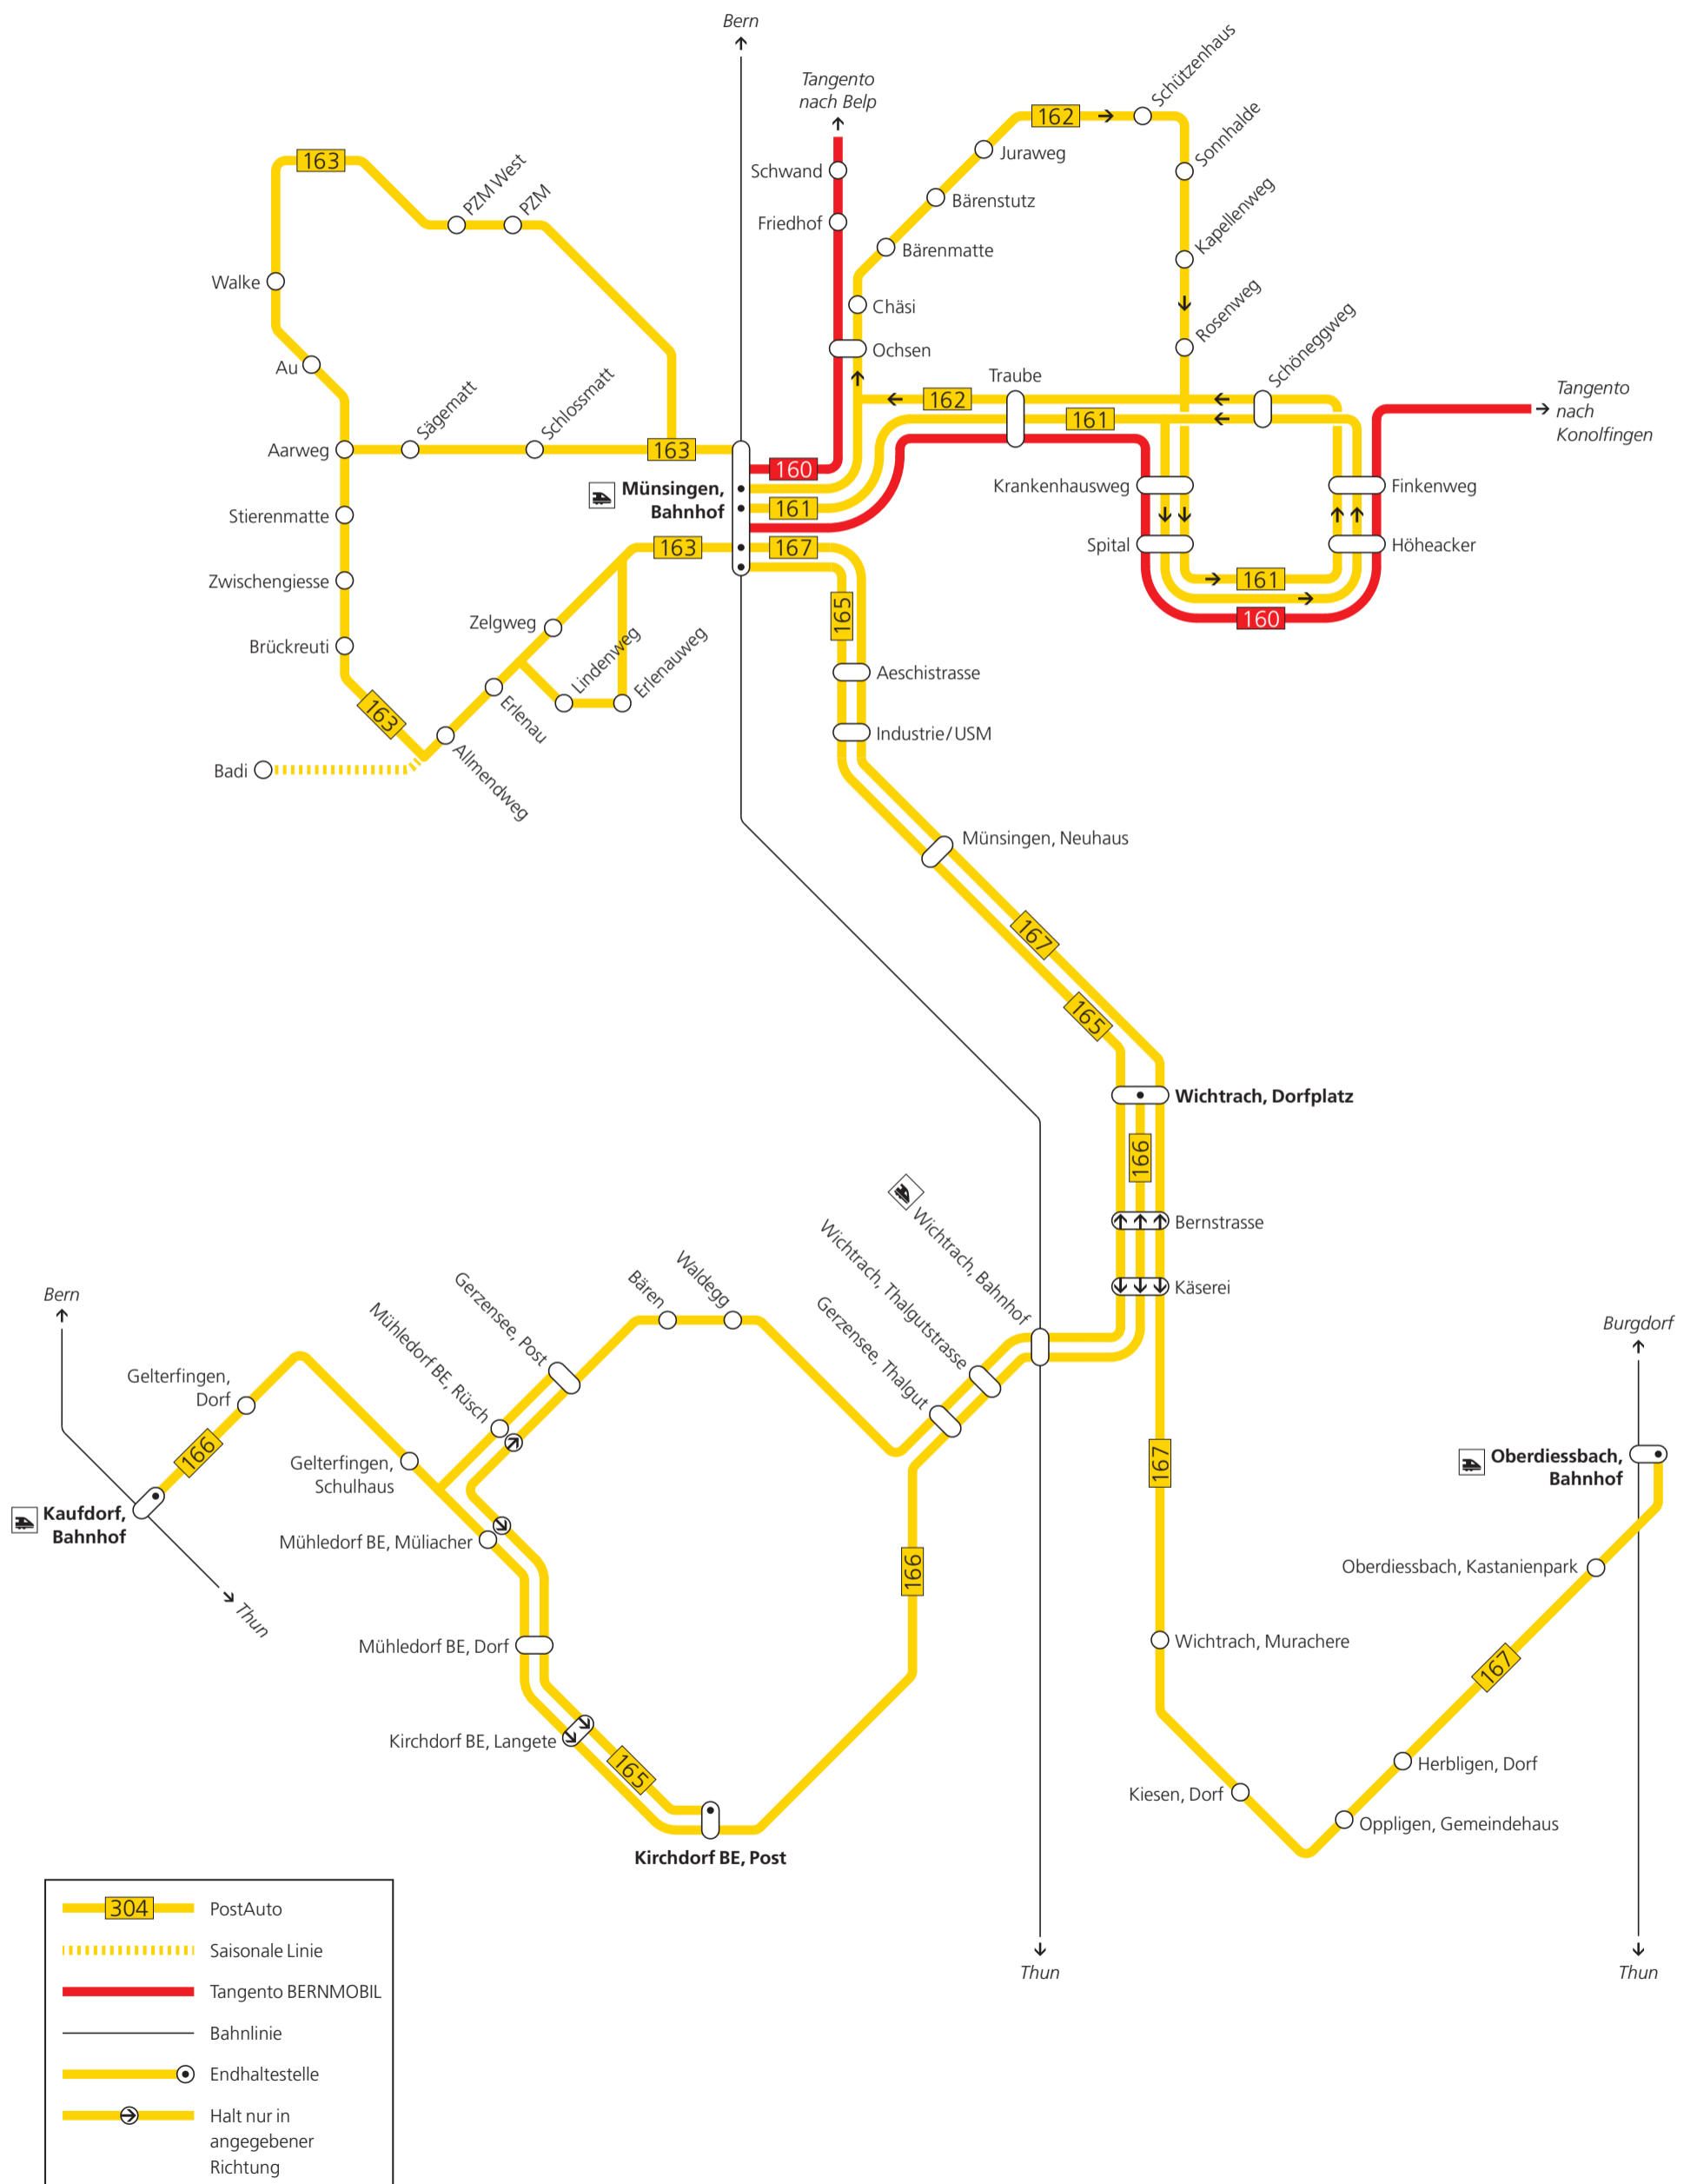 Bern
Tangento
nach Belp
Schützenhaus
162
Sonnhalde
Juraweg
163
PZM West
PZM
Schwand
Bärenstutz
Friedhof
Kapellenweg
Bärenmatte
Walke
Chäsi
Rosenweg
Schöneggweg
Ochsen
Au
Traube
Sägematt
Schlossmatt
162
161
Tangento
nach
Konolfingen
Aarweg
163
160
Münsingen,
Bahnhof
161
Krankenhausweg
Finkenweg
Stierenmatte
Spital
Höheacker
163
167
Zwischengiesse
161
165
160
Zelgweg
Lindenweg
Erlenauweg
Brückreuti
Aeschistrasse
163
Erlenau
Industrie/USM
Badi
Allmendweg
Münsingen, Neuhaus
167
165
Wichtrach, Dorfplatz
166
Wichtrach, Bahnhof
Bernstrasse
Wichtrach, Thalgutstrasse
Käserei
Waldegg
Bären
Gerzensee, Post
Gerzensee, Thalgut
Mühledorf BE, Rüsch
Bern
Burgdorf
Gelterfingen,
Dorf
166
Gelterfingen,
Schulhaus
167
Oberdiessbach,
Bahnhof
Kaufdorf,
Bahnhof
Mühledorf BE, Müliacher
166
Oberdiessbach, Kastanienpark
Thun
Mühledorf BE, Dorf
Wichtrach, Murachere
167
Kirchdorf BE, Langete
165
Herbligen, Dorf
Kiesen, Dorf
Oppligen, Gemeindehaus
Kirchdorf BE, Post
304 PostAuto
Saisonale Linie
Thun
Thun
Tangento BERNMOBIL
Bahnlinie
Endhaltestelle
Halt nur in
angegebener
Richtung